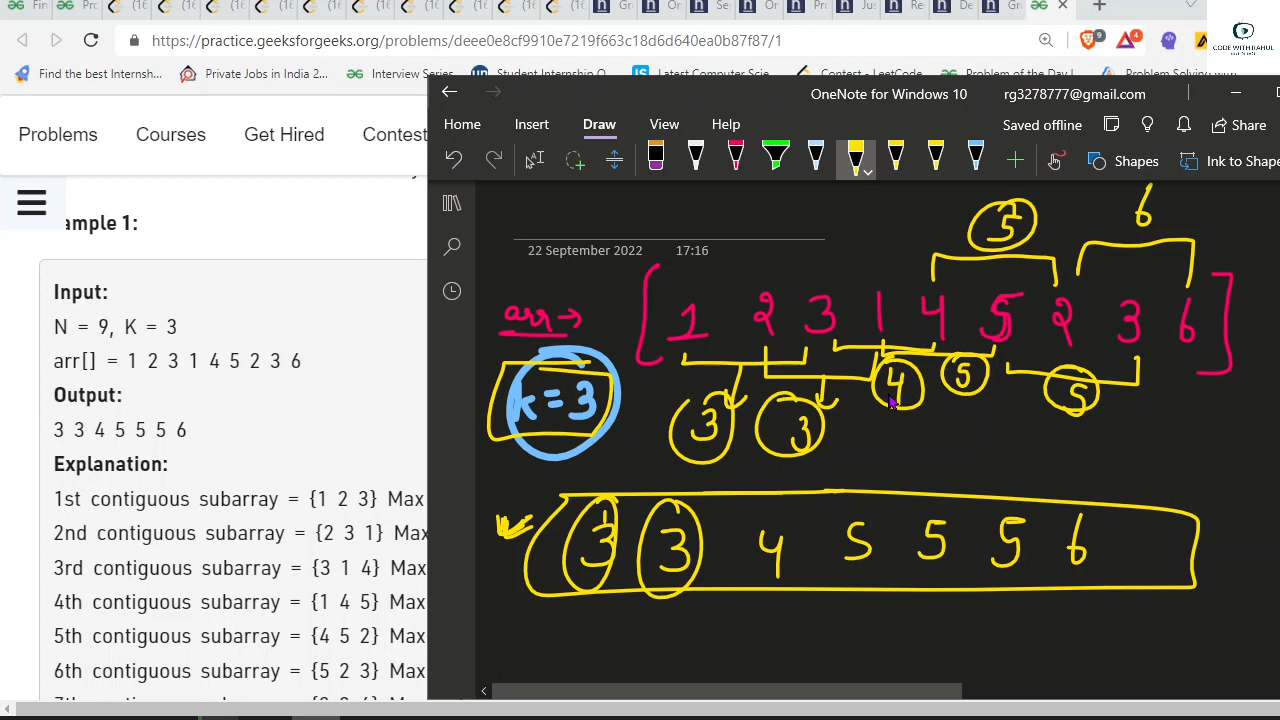 https://practice.geeksforgeeks.org/problems/deee0e8cf9910e7219f663c18d6d640ea0b87f87/1
9
4
CODE WITH RAHUL
Find the best Internsh...
Private Jobs in India 2...
Interview Series
Student Internship O
Latest Computer Scie
Contest - LeetCode
Problem of the Day
Problem Solving
Problems
Courses
Get Hired
Contest
ample 1:
Input:
N = 9, K = 3
arr[] = 1 2 3 1 4 5 2 3 6
Output:
3 3 4 5 5 5 6
Explanation:
1st contiguous subarray = {1 2 3} Max
2nd contiguous subarray = {2 3 1} Max
3rd contiguous subarray = {3 1 4} Max
4th contiguous subarray = {1 4 5} Max
5th contiguous subarray = {4 5 2} Max
6th contiguous subarray = {5 2 3} Max
OneNote for Windows 10
rg3278777@gmail.com
Home
Insert
Draw
View
Help
Saved offline
Share
Shapes
Ink to Shape
22 September 2022
17:16
5 6
arr → [ 1 2 3 1 4 5 2 3 6 ]
k = 3
3 3 4 5 5
3 3 4 5 5 5 6